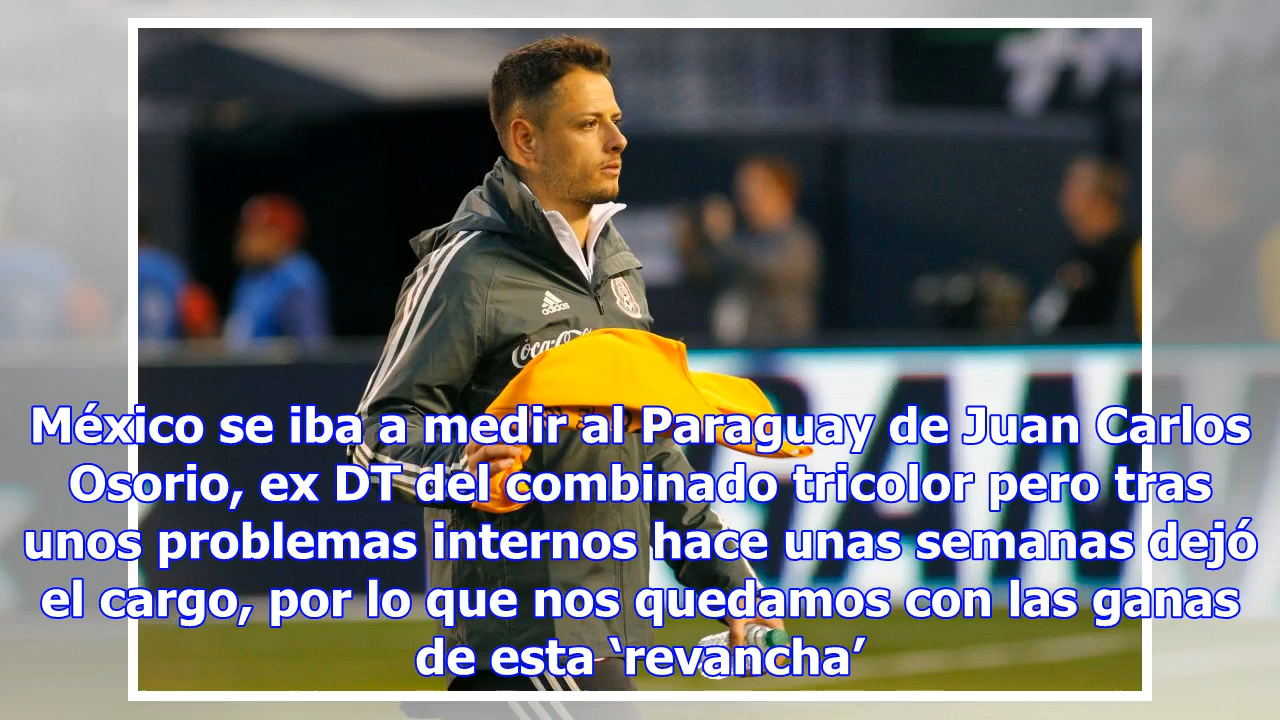 adidas
Coca-Cola
México se iba a medir al Paraguay de Juan Carlos
Osorio, ex DT del combinado tricolor pero tras
unos problemas internos hace unas semanas dejó
el cargo, por lo que nos quedamos con las ganas
de esta ‘revancha’